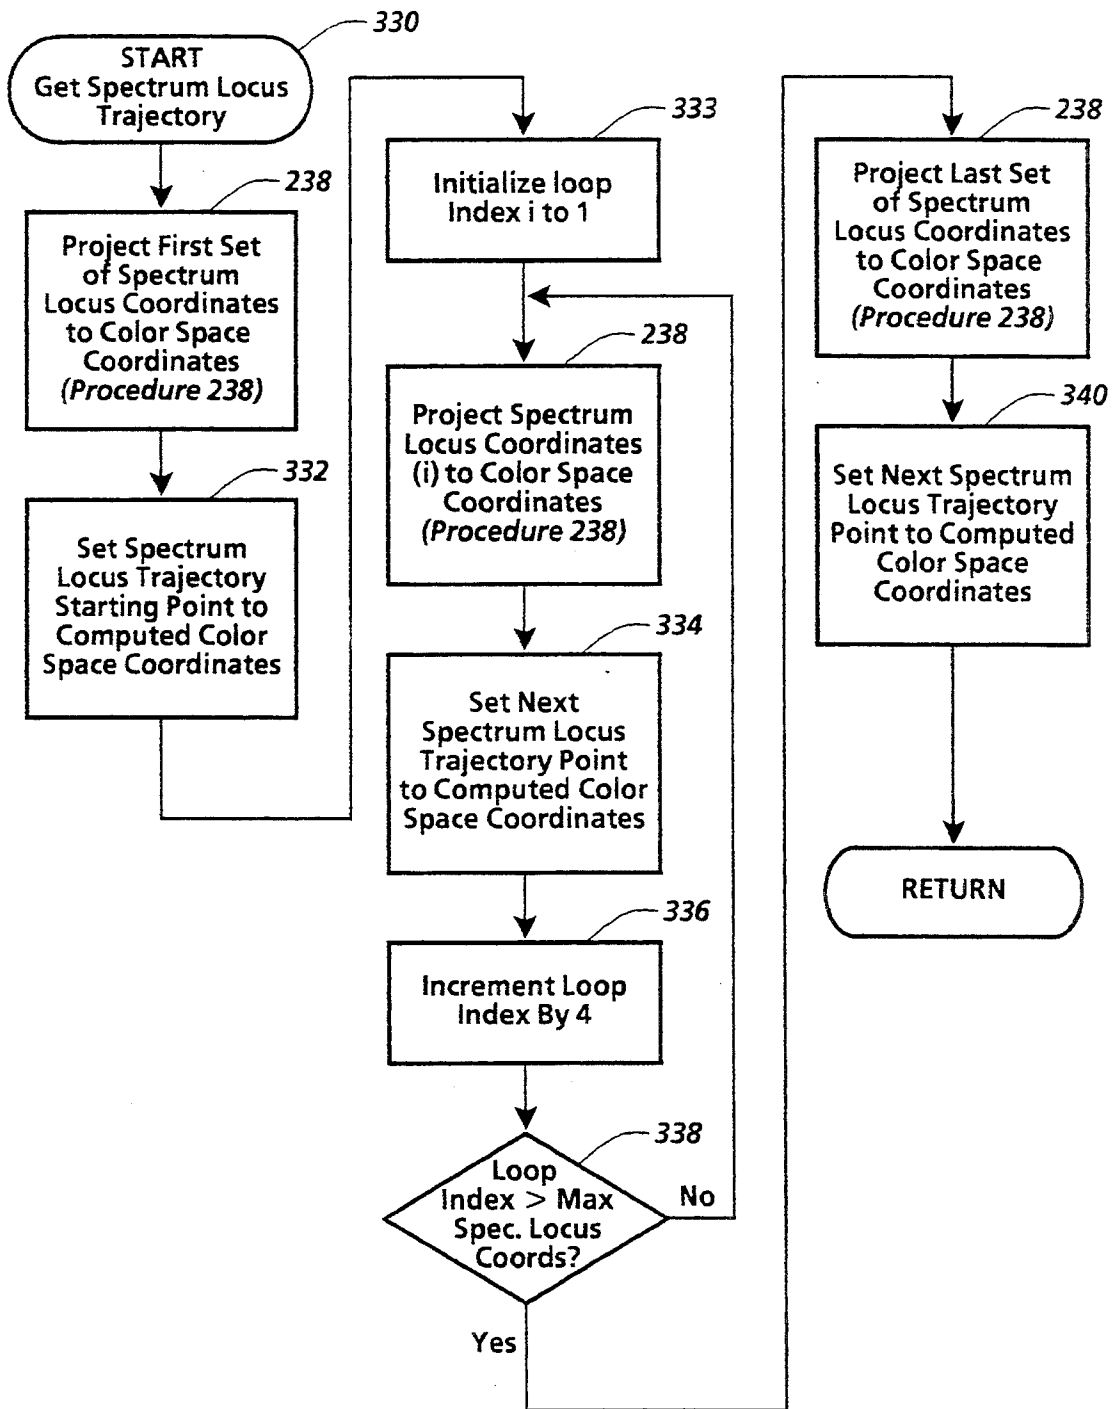 330
START
Get Spectrum Locus
Trajectory
238
Project First Set
of Spectrum
Locus Coordinates
to Color Space
Coordinates
(Procedure 238)
332
Set Spectrum
Locus Trajectory
Starting Point to
Computed Color
Space Coordinates
333
Initialize loop
Index i to 1
238
Project Spectrum
Locus Coordinates
(i) to Color Space
Coordinates
(Procedure 238)
334
Set Next
Spectrum Locus
Trajectory Point
to Computed Color
Space Coordinates
336
Increment Loop
Index By 4
338
Loop
Index > Max
Spec. Locus
Coords?
No
Yes
238
Project Last Set
of Spectrum
Locus Coordinates
to Color Space
Coordinates
(Procedure 238)
340
Set Next Spectrum
Locus Trajectory
Point to Computed
Color Space
Coordinates
RETURN